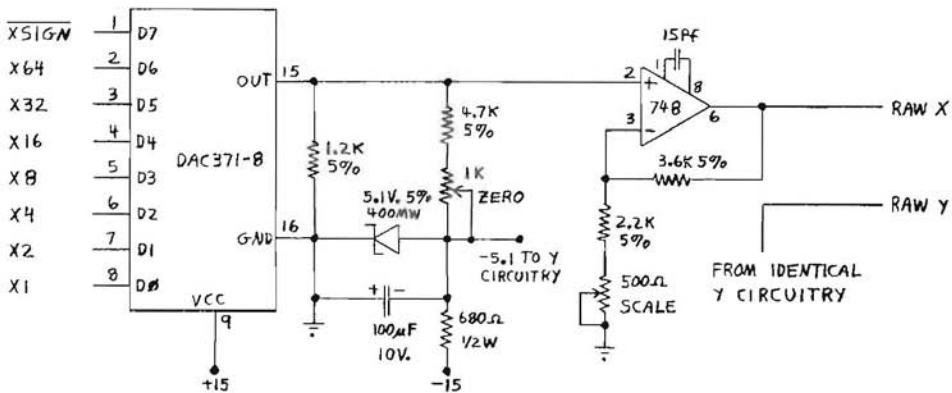 XSIGN 1 D7
X64 2 D6
X32 3 D5
X16 4 D4
X8 5 D3
X4 6 D2
X2 7 D1
X1 8 DØ
DAC371-8
OUT 15
GND 16
VCC
9
+15
1.2K
5%
4.7K
5%
1K
ZERO
5.1V. 5%
400MW
-5.1 TO Y
CIRCUITRY
+ -
100µF
10V.
680Ω
1/2W
-15
15Pf
1 8
2 +
748
3 -
6
3.6K 5%
2.2K
5%
500Ω
SCALE
RAW X
RAW Y
FROM IDENTICAL
Y CIRCUITRY